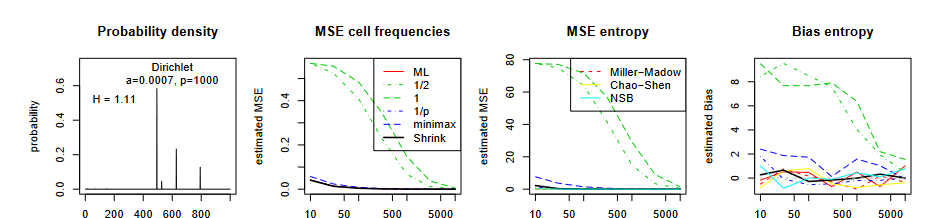 Probability density
MSE cell frequencies
MSE entropy
Bias entropy
probability
0.0 0.2 0.4 0.6
Dirichlet
a=0.0007, p=1000
H = 1.11
0 200 400 600 800
estimated MSE
0.0 0.2 0.4
ML
1/2
1
1/p
minimax
Shrink
10 50 500 5000
estimated MSE
0 20 40 60 80
Miller-Madow
Chao-Shen
NSB
10 50 500 5000
estimated Bias
0 2 4 6 8
10 50 500 5000